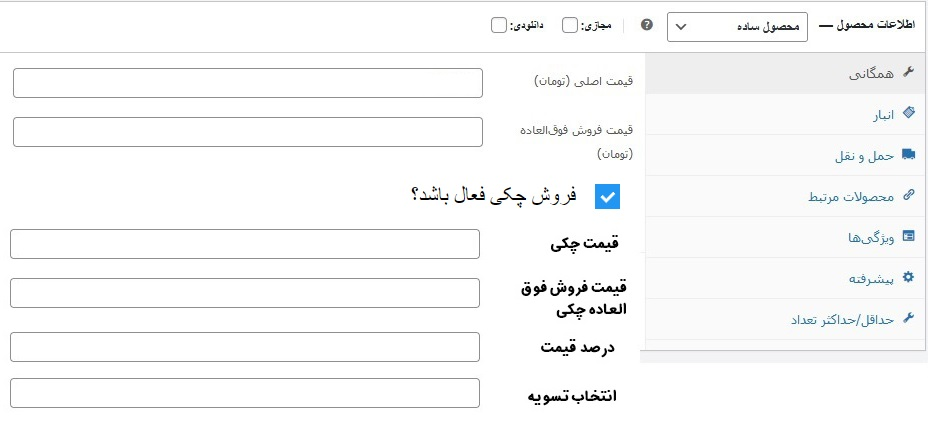 اطلاعات محصول — محصول ساده مجازی: دانلودی:
همگانی
انبار
حمل و نقل
محصولات مرتبط
ویژگی‌ها
پیشرفته
حداقل/حداکثر تعداد
قیمت اصلی (تومان)
قیمت فروش فوق‌العاده
(تومان)
فروش چکی فعال باشد؟
قیمت چکی
قیمت فروش فوق
العاده چکی
درصد قیمت
انتخاب تسویه